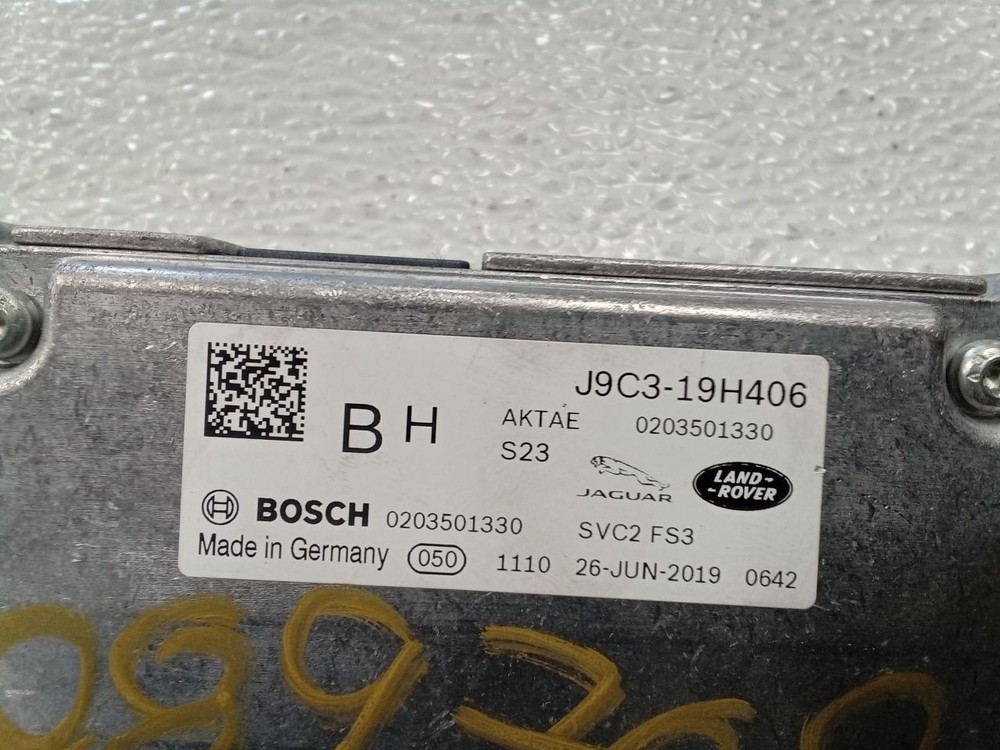 J9C3-19H406
B H
AKTAE 0203501330
S23
JAGUAR
LAND-
-ROVER
BOSCH 0203501330 SVC2 FS3
Made in Germany 050 1110 26-JUN-2019 0642